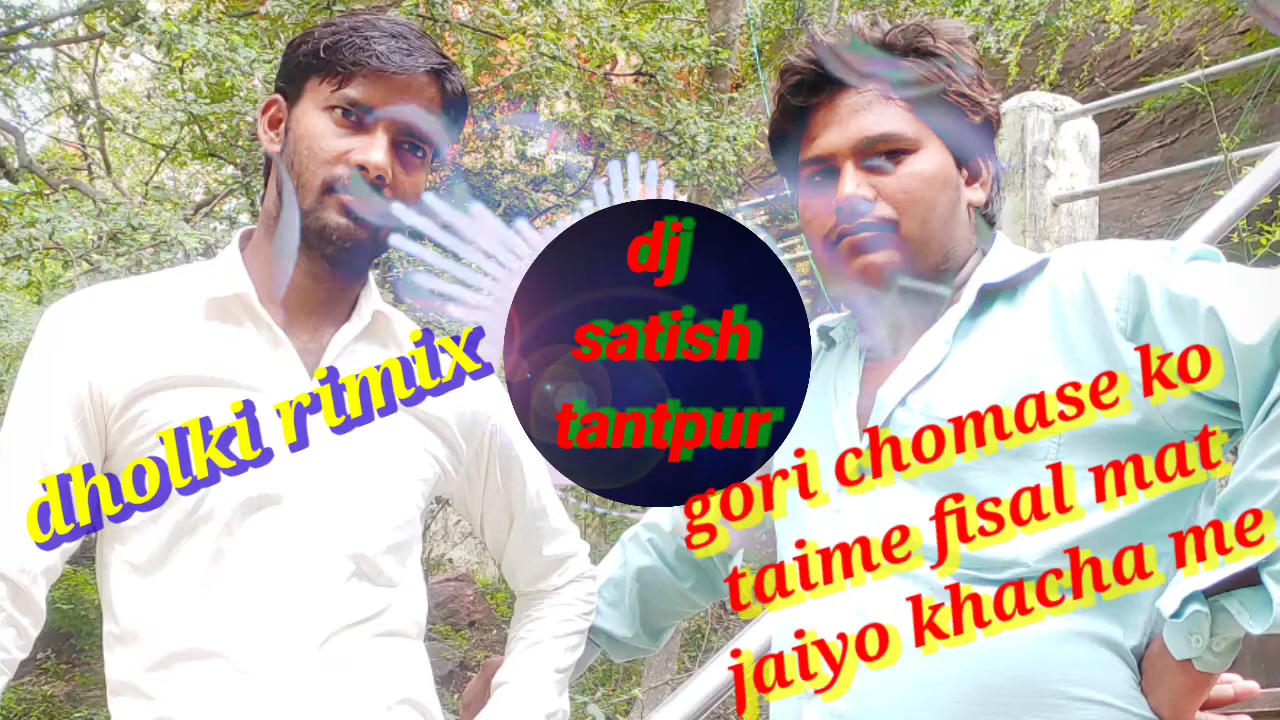 dj
satish
tantpur
dholki rimix
gori chomase ko
taime fisal mat
jaiyo khacha me